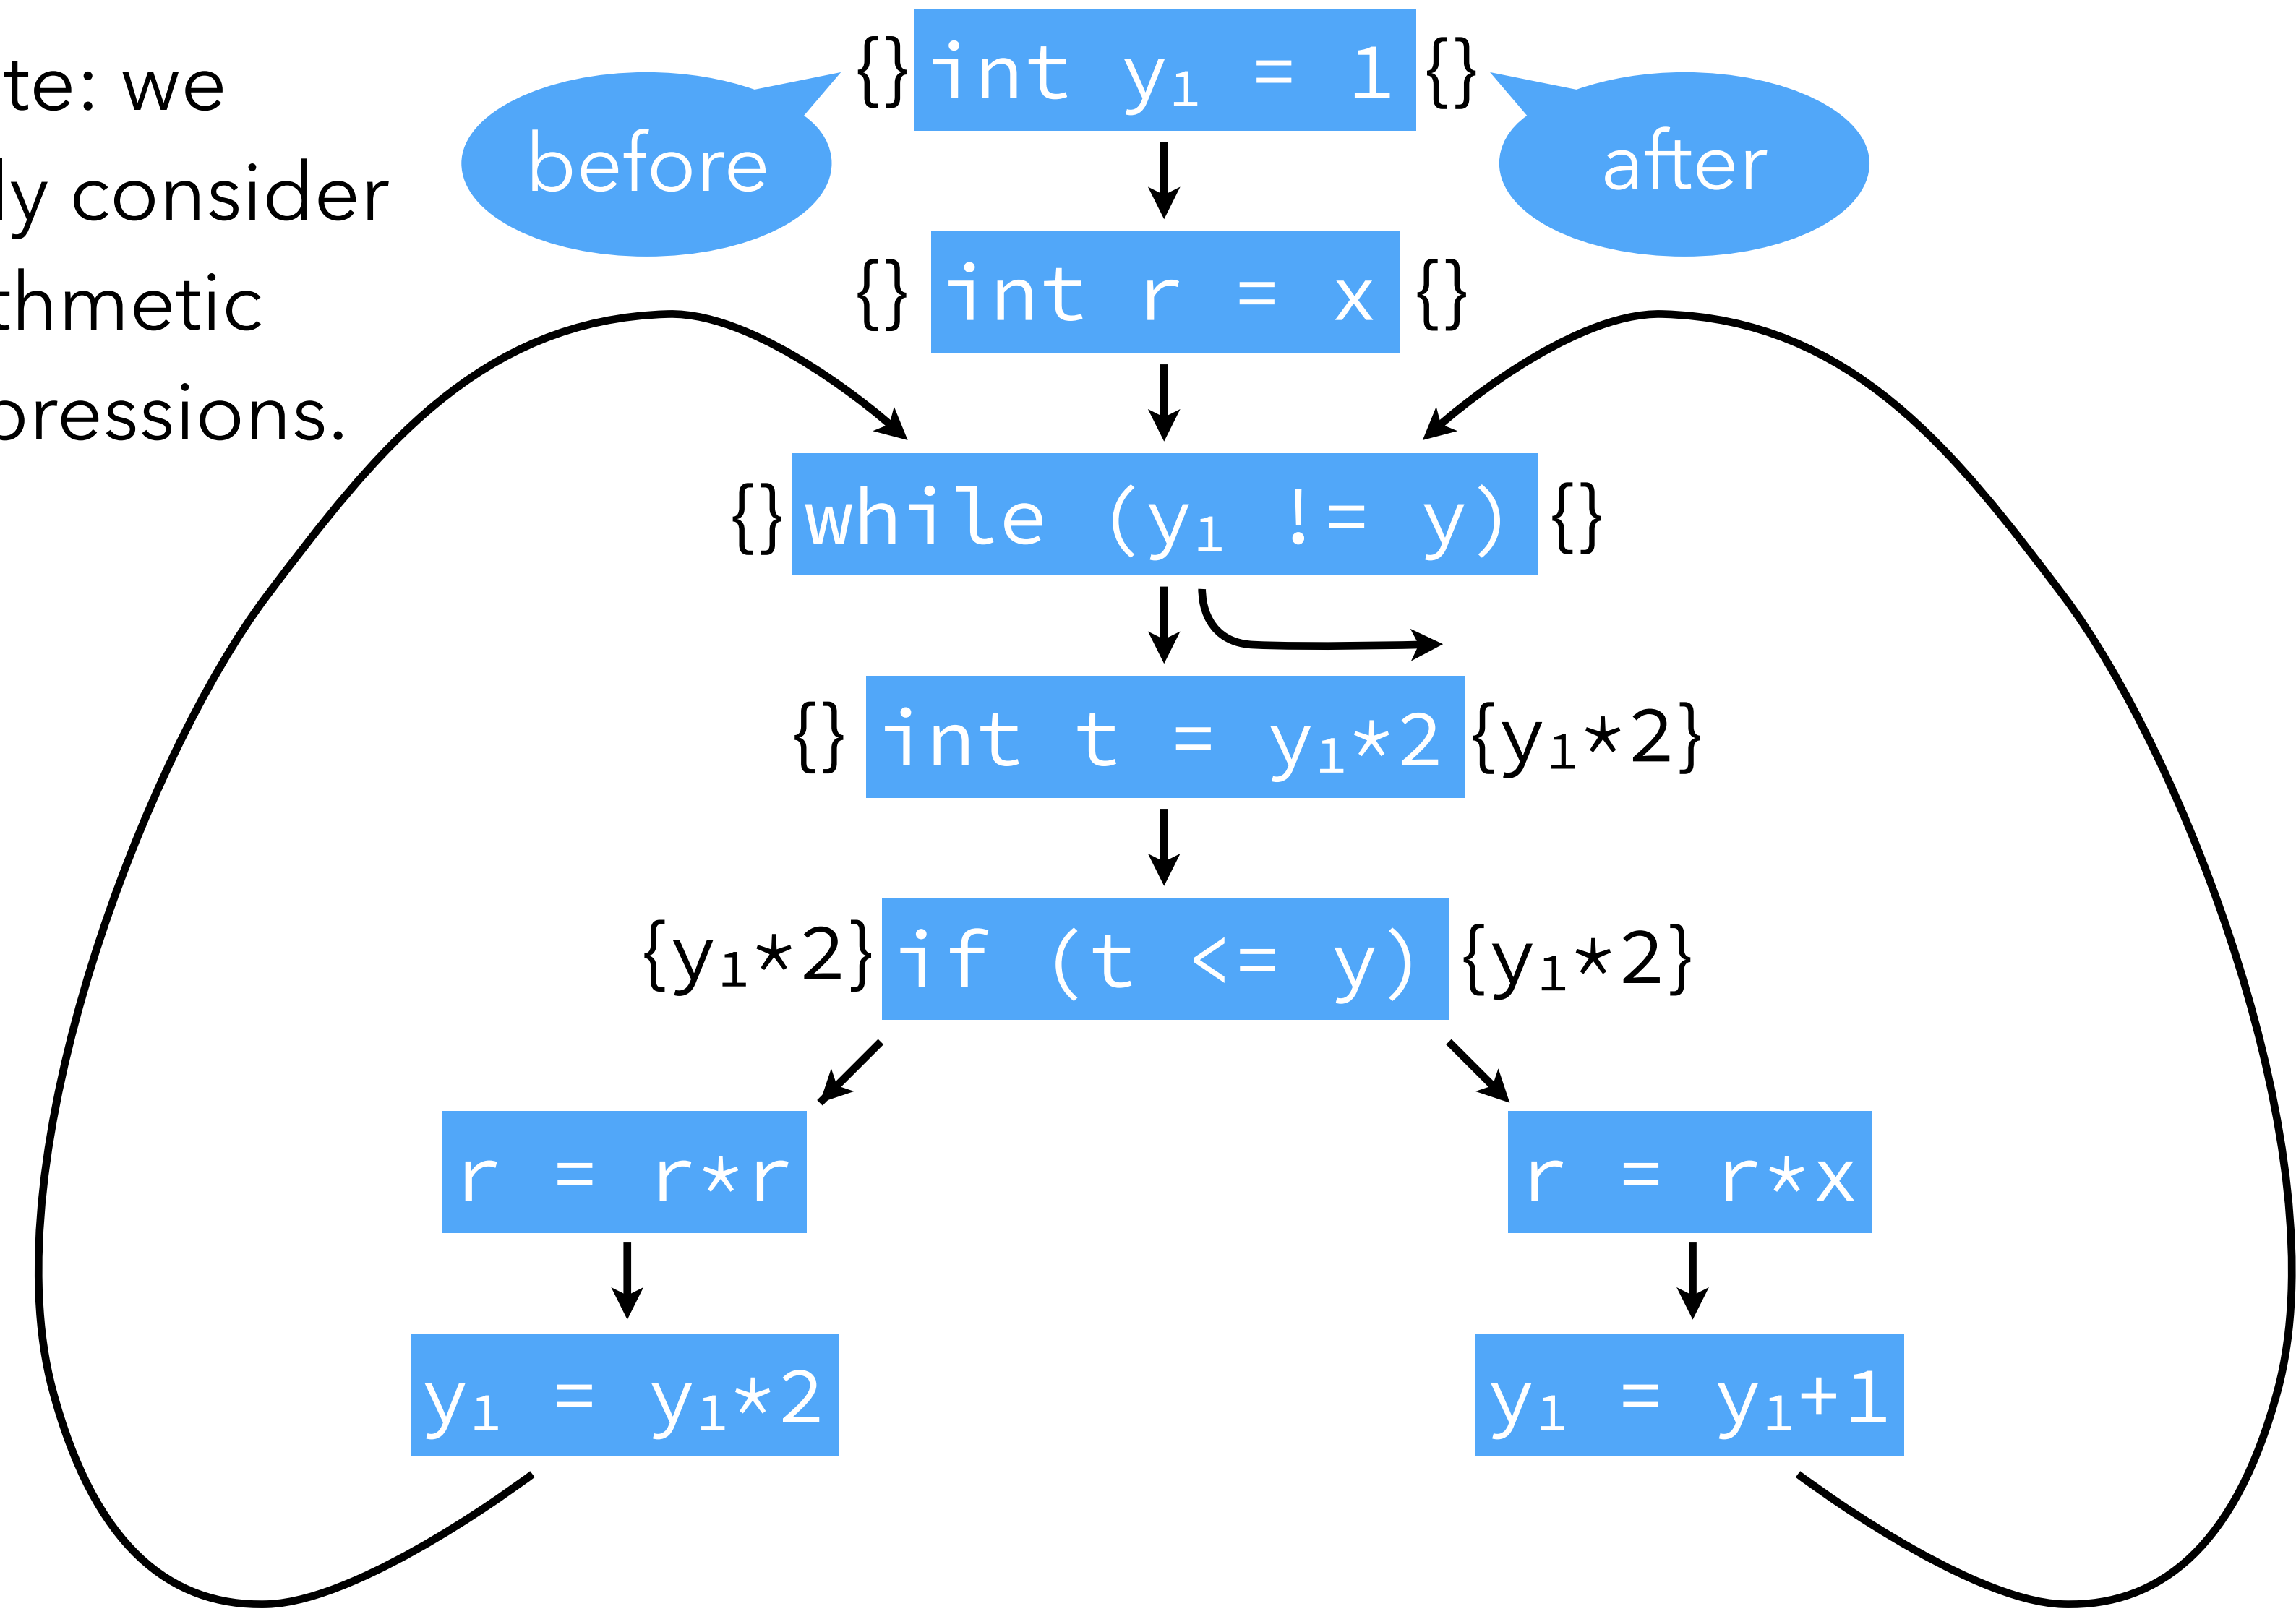 te: we
ly consider
thmetic
pressions.
before
after
{} int y₁ = 1 {}
{} int r = x {}
{} while (y₁ != y) {}
{} int t = y₁*2 {y₁*2}
{y₁*2} if (t <= y) {y₁*2}
r = r*r
r = r*x
y₁ = y₁*2
y₁ = y₁+1